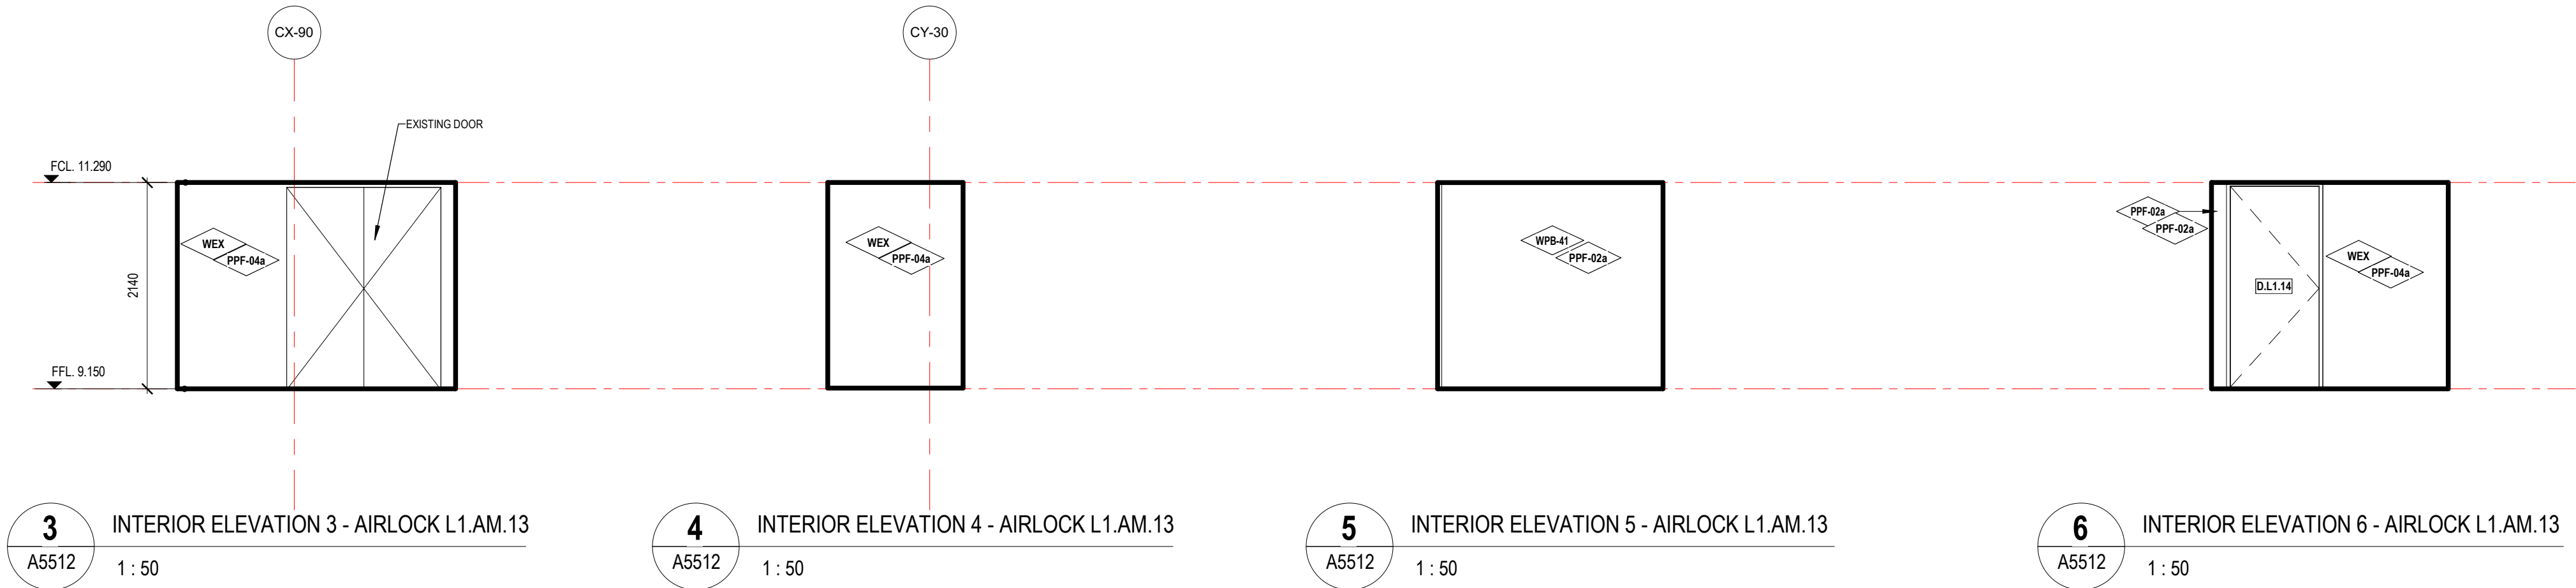 CX-90
CY-30
EXISTING DOOR
FCL. 11.290
2140
FFL. 9.150
WEX
PPF-04a
WEX
PPF-04a
WPB-41
PPF-02a
PPF-02a
PPF-02a
D.L1.14
WEX
PPF-04a
3
A5512
INTERIOR ELEVATION 3 - AIRLOCK L1.AM.13
1 : 50
4
A5512
INTERIOR ELEVATION 4 - AIRLOCK L1.AM.13
1 : 50
5
A5512
INTERIOR ELEVATION 5 - AIRLOCK L1.AM.13
1 : 50
6
A5512
INTERIOR ELEVATION 6 - AIRLOCK L1.AM.13
1 : 50